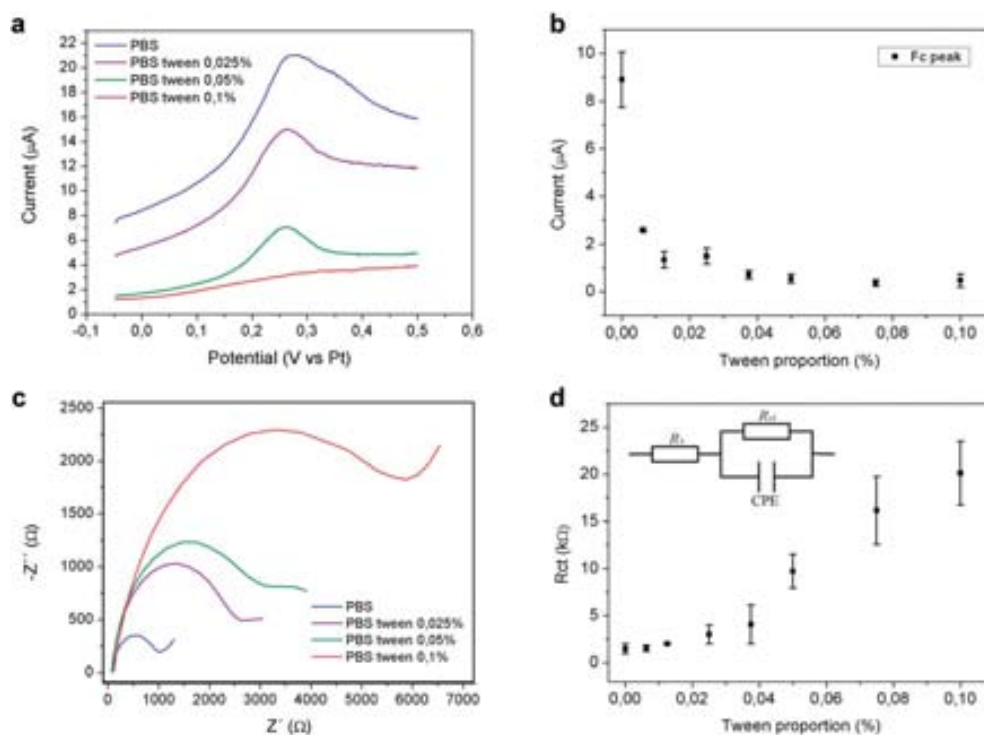 a
22
20
18
16
14
12
10
8
6
4
2
0
Current (µA)
PBS
PBS tween 0,025%
PBS tween 0,05%
PBS tween 0,1%
-0,1 0,0 0,1 0,2 0,3 0,4 0,5 0,6
Potential (V vs Pt)
b
10
8
6
4
2
0
Current (µA)
Fc peak
0,00 0,02 0,04 0,06 0,08 0,10
Tween proportion (%)
c
2500
2000
1500
1000
500
0
-Z´´ (Ω)
PBS
PBS tween 0,025%
PBS tween 0,05%
PBS tween 0,1%
0 1000 2000 3000 4000 5000 6000 7000
Z´ (Ω)
d
25
20
15
10
5
0
Rct (kΩ)
CPE
0,00 0,02 0,04 0,06 0,08 0,10
Tween proportion (%)